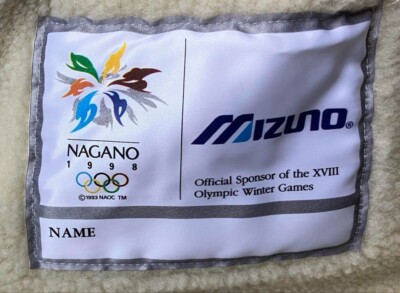 NAGANO
1998
©1993 NAOC TM
MIZUNO®
Official Sponsor of the XVIII
Olympic Winter Games
NAME